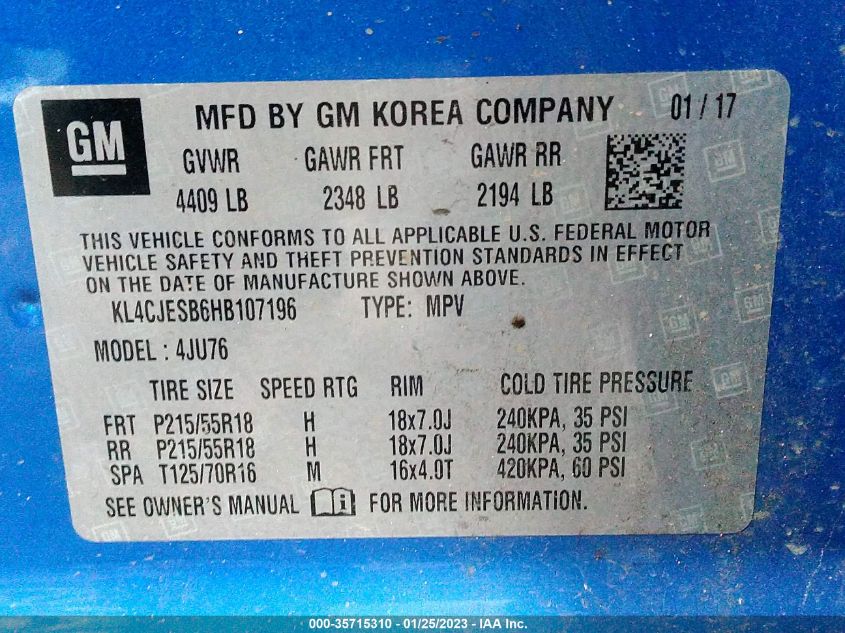 GM MFD BY GM KOREA COMPANY 01 / 17
GVWR GAWR FRT GAWR RR
4409 LB 2348 LB 2194 LB
THIS VEHICLE CONFORMS TO ALL APPLICABLE U.S. FEDERAL MOTOR
VEHICLE SAFETY AND THEFT PREVENTION STANDARDS IN EFFECT
ON THE DATE OF MANUFACTURE SHOWN ABOVE.
KL4CJESB6HB107196 TYPE: MPV
MODEL : 4JU76
TIRE SIZE SPEED RTG RIM COLD TIRE PRESSURE
FRT P215/55R18 H 18x7.0J 240KPA, 35 PSI
RR P215/55R18 H 18x7.0J 240KPA, 35 PSI
SPA T125/70R16 M 16x4.0T 420KPA, 60 PSI
SEE OWNER'S MANUAL i FOR MORE INFORMATION.
000-35715310 - 01/25/2023 - IAA Inc.